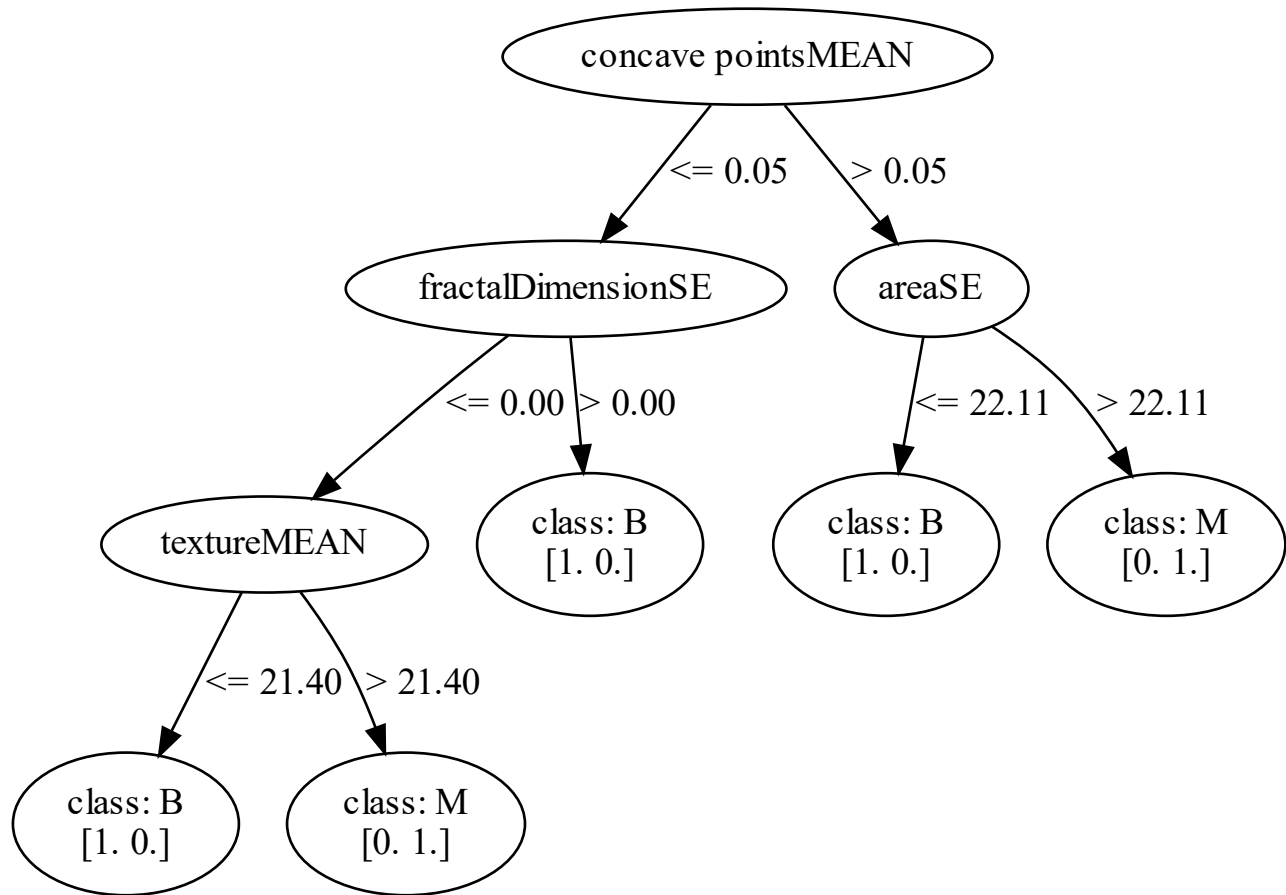 concave pointsMEAN
<= 0.05
> 0.05
fractalDimensionSE
areaSE
<= 0.00
> 0.00
<= 22.11
> 22.11
textureMEAN
class: B
[1. 0.]
class: B
[1. 0.]
class: M
[0. 1.]
<= 21.40
> 21.40
class: B
[1. 0.]
class: M
[0. 1.]